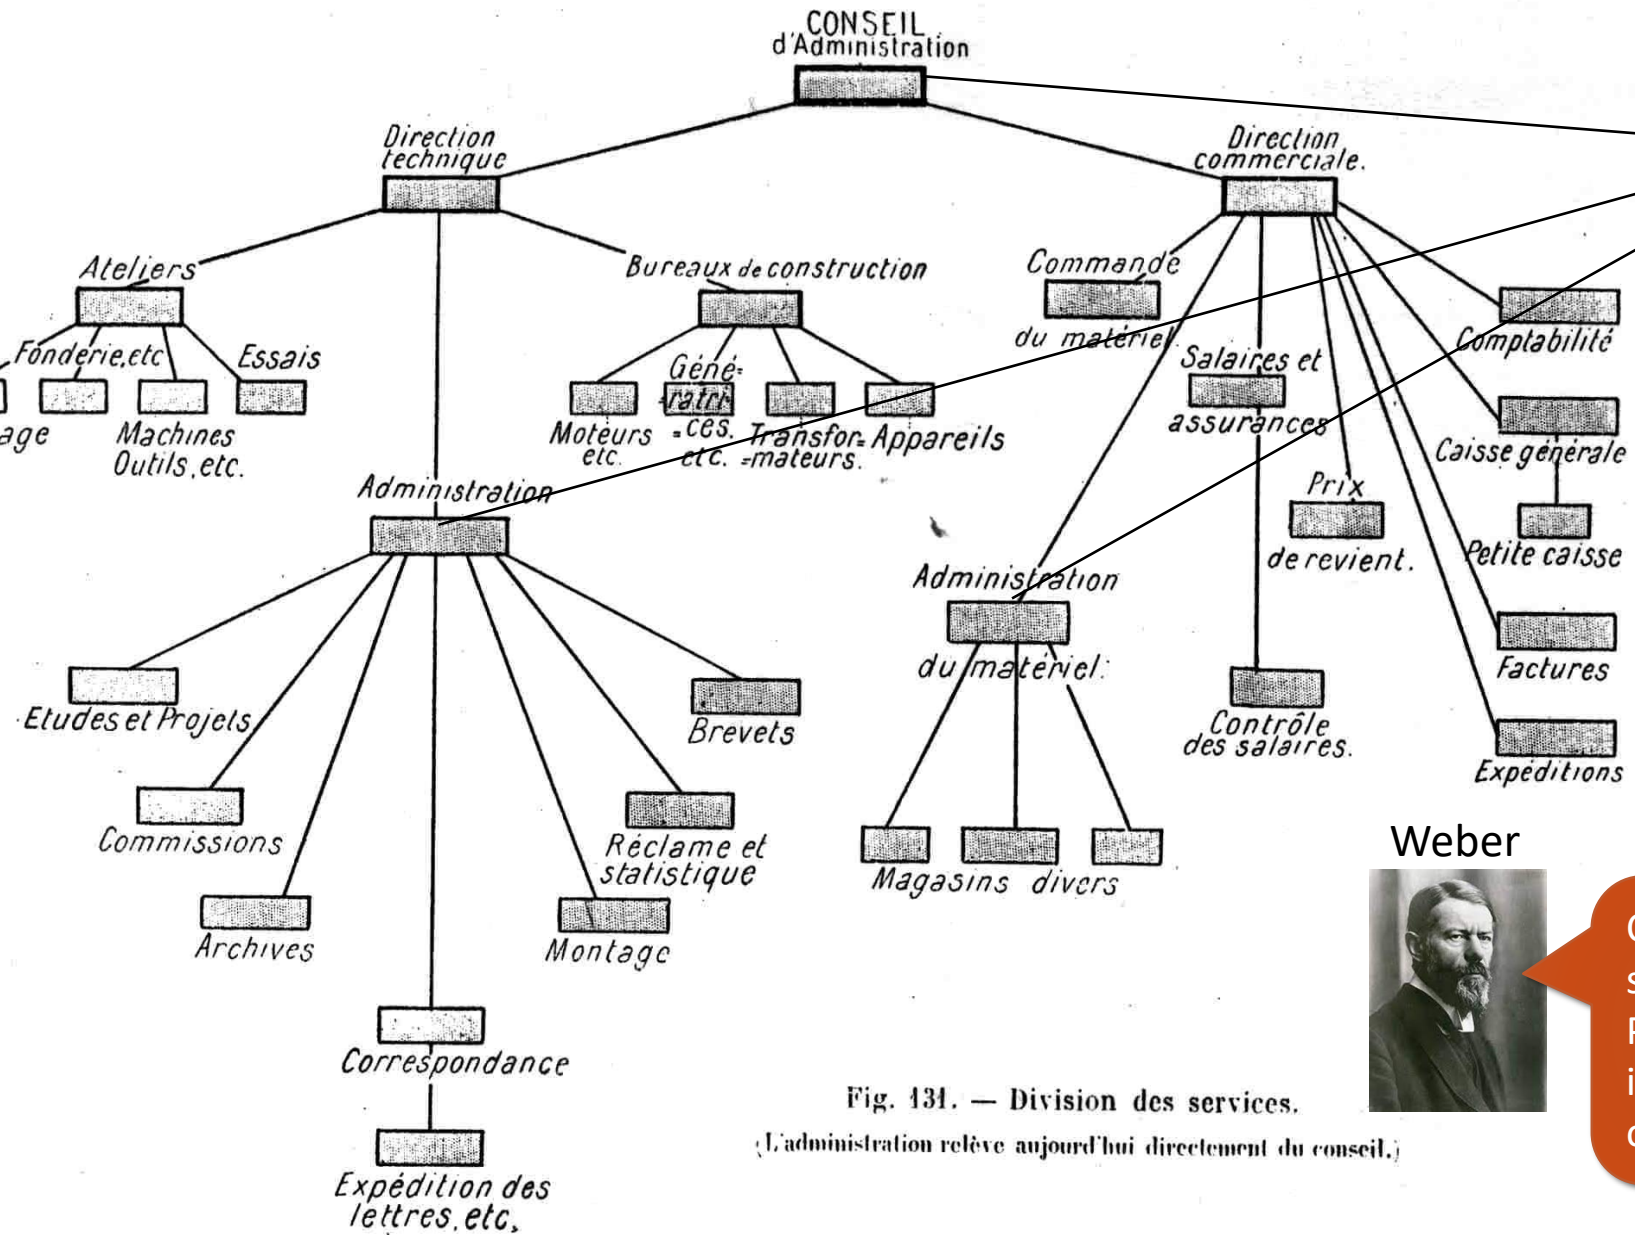 CONSEIL
d'Administration
Direction
technique
Direction
commerciale.
Ateliers
Bureaux de construction
Commande
du matériel
Comptabilité
Fonderie, etc
Essais
Machines
Outils, etc.
Géné=
=ratri=
=ces.
etc.
Moteurs
etc.
Transfor=
=mateurs.
Appareils
Salaires et
assurances
Caisse générale
Prix
de revient.
Petite caisse
Administration
Administration
du matériel:
Factures
Etudes et Projets
Brevets
Contrôle
des salaires.
Expéditions
Commissions
Réclame et
statistique
Magasins divers
Archives
Montage
Correspondance
Expédition des
lettres, etc,
Weber
Fig. 131. — Division des services.
(L'administration relève aujourd'hui directement du conseil.)